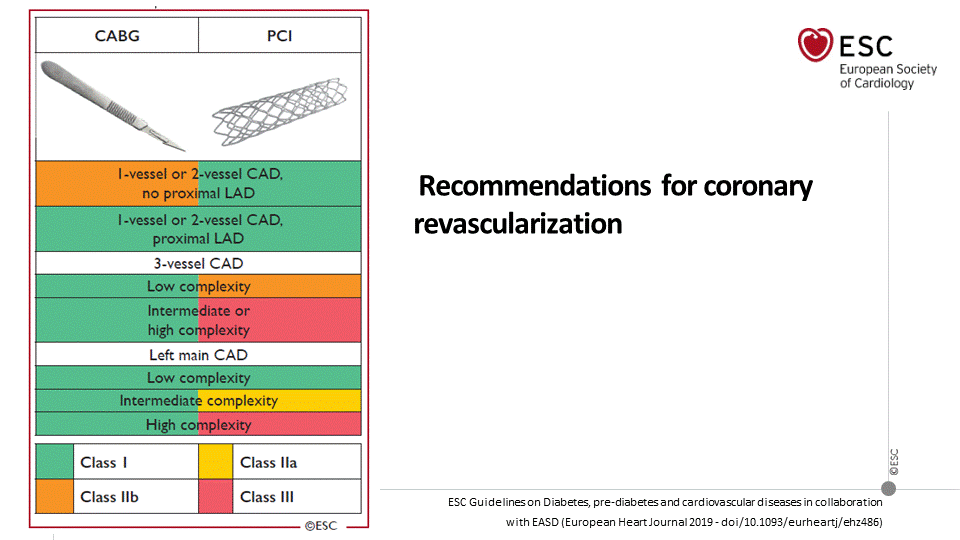 CABG
PCI
1-vessel or 2-vessel CAD,
no proximal LAD
1-vessel or 2-vessel CAD,
proximal LAD
3-vessel CAD
Low complexity
Intermediate or
high complexity
Left main CAD
Low complexity
Intermediate complexity
High complexity
Class I
Class IIa
Class IIb
Class III
©ESC
ESC
European Society
of Cardiology
Recommendations for coronary
revascularization
©ESC
ESC Guidelines on Diabetes, pre-diabetes and cardiovascular diseases in collaboration
with EASD (European Heart Journal 2019 - doi/10.1093/eurheartj/ehz486)